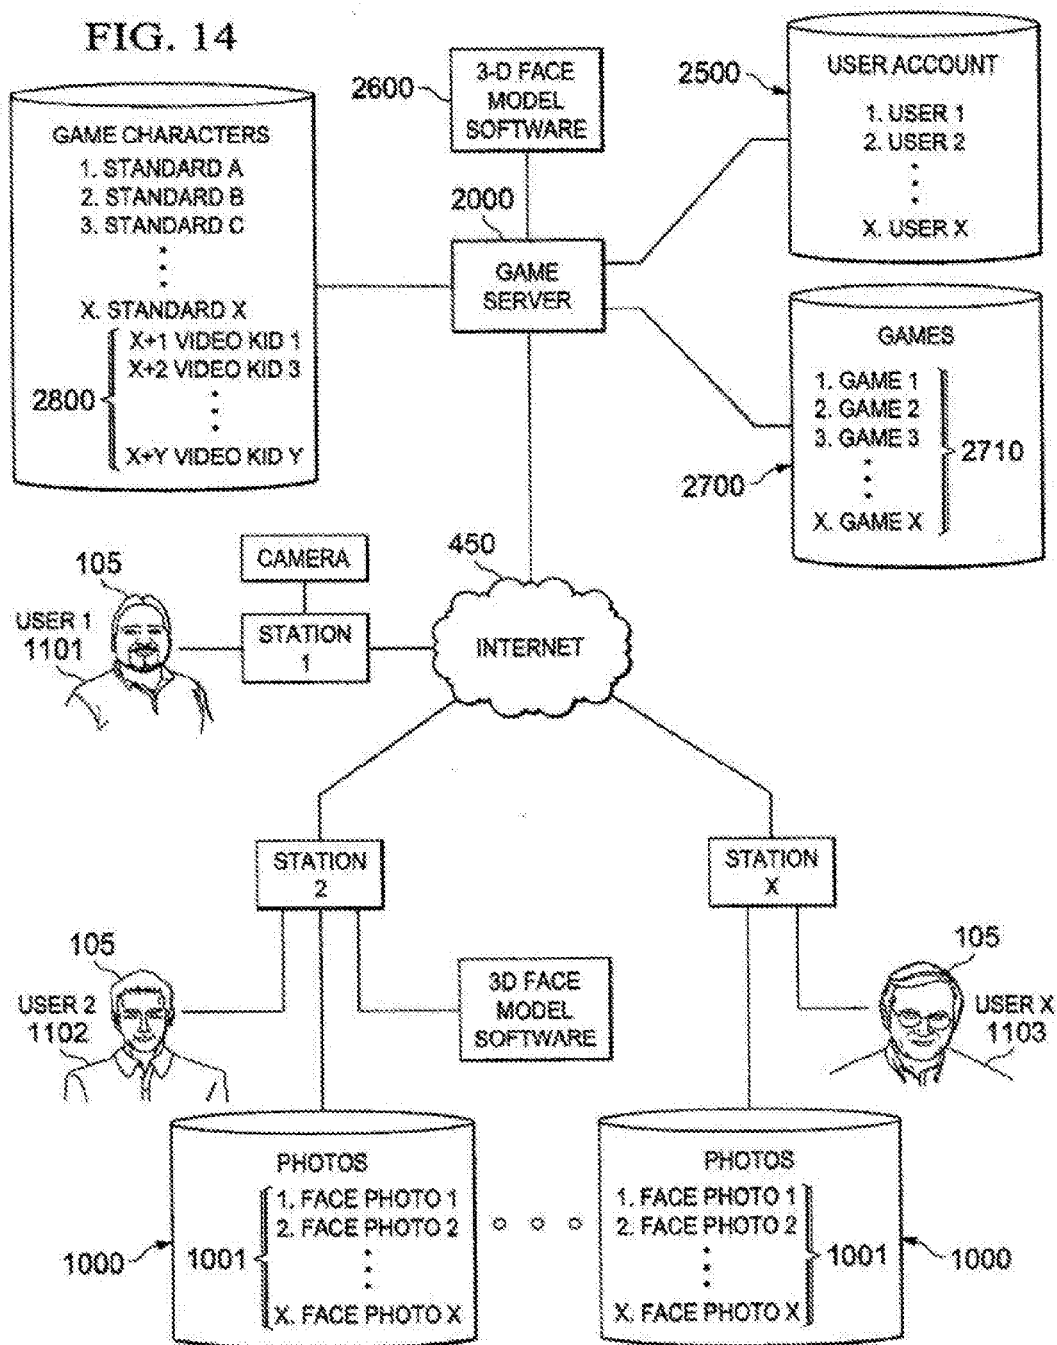 FIG. 14
GAME CHARACTERS
1. STANDARD A
2. STANDARD B
3. STANDARD C
X. STANDARD X
X+1 VIDEO KID 1
X+2 VIDEO KID 3
X+Y VIDEO KID Y
2800
2600
3-D FACE
MODEL
SOFTWARE
2000
GAME
SERVER
2500
USER ACCOUNT
1. USER 1
2. USER 2
X. USER X
GAMES
1. GAME 1
2. GAME 2
3. GAME 3
X. GAME X
2710
2700
105
USER 1
1101
CAMERA
STATION
1
450
INTERNET
STATION
2
STATION
X
105
USER 2
1102
3D FACE
MODEL
SOFTWARE
105
USER X
1103
PHOTOS
1. FACE PHOTO 1
2. FACE PHOTO 2
X. FACE PHOTO X
1001
1000
PHOTOS
1. FACE PHOTO 1
2. FACE PHOTO 2
X. FACE PHOTO X
1001
1000